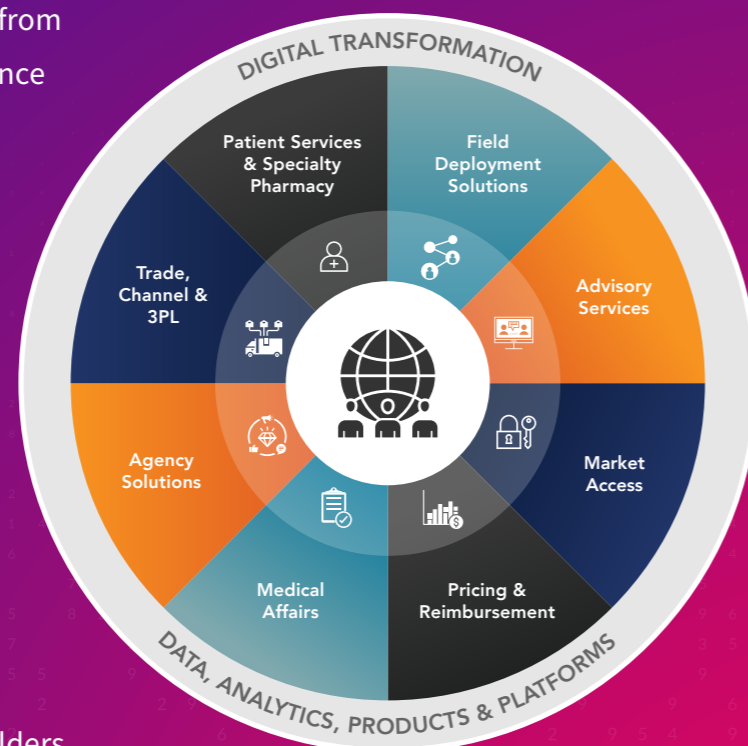 from
nce
DIGITAL TRANSFORMATION
Patient Services
& Specialty
Pharmacy
Field
Deployment
Solutions
Advisory
Services
Market
Access
Pricing &
Reimbursement
Medical
Affairs
Agency
Solutions
Trade,
Channel &
3PL
DATA, ANALYTICS, PRODUCTS & PLATFORMS
lders